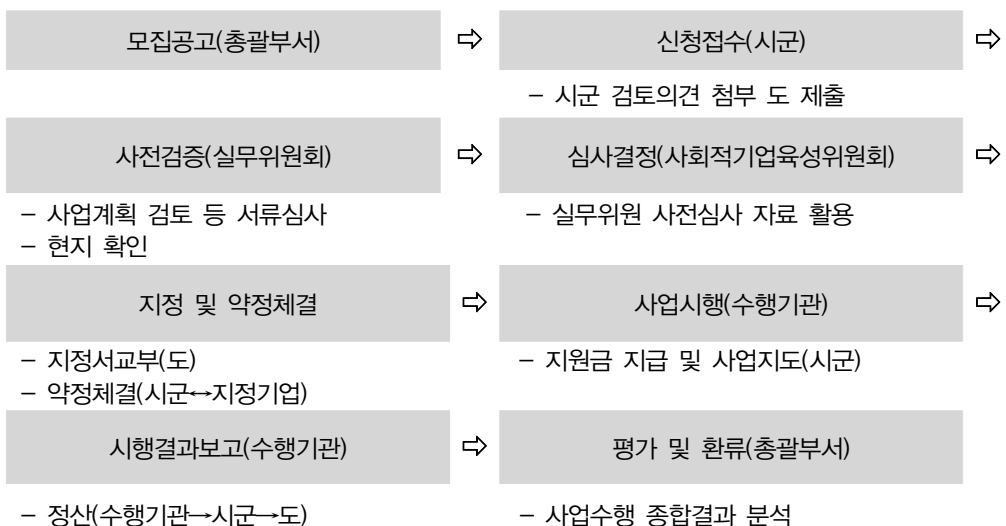 모집공고(총괄부서) ⇨ 신청접수(시군) ⇨
− 시군 검토의견 첨부 도 제출
사전검증(실무위원회) ⇨ 심사결정(사회적기업육성위원회) ⇨
− 사업계획 검토 등 서류심사
− 현지 확인
− 실무위원 사전심사 자료 활용
지정 및 약정체결 ⇨ 사업시행(수행기관) ⇨
− 지정서교부(도)
− 약정체결(시군↔지정기업)
− 지원금 지급 및 사업지도(시군)
시행결과보고(수행기관) ⇨ 평가 및 환류(총괄부서)
− 정산(수행기관→시군→도)
− 사업수행 종합결과 분석